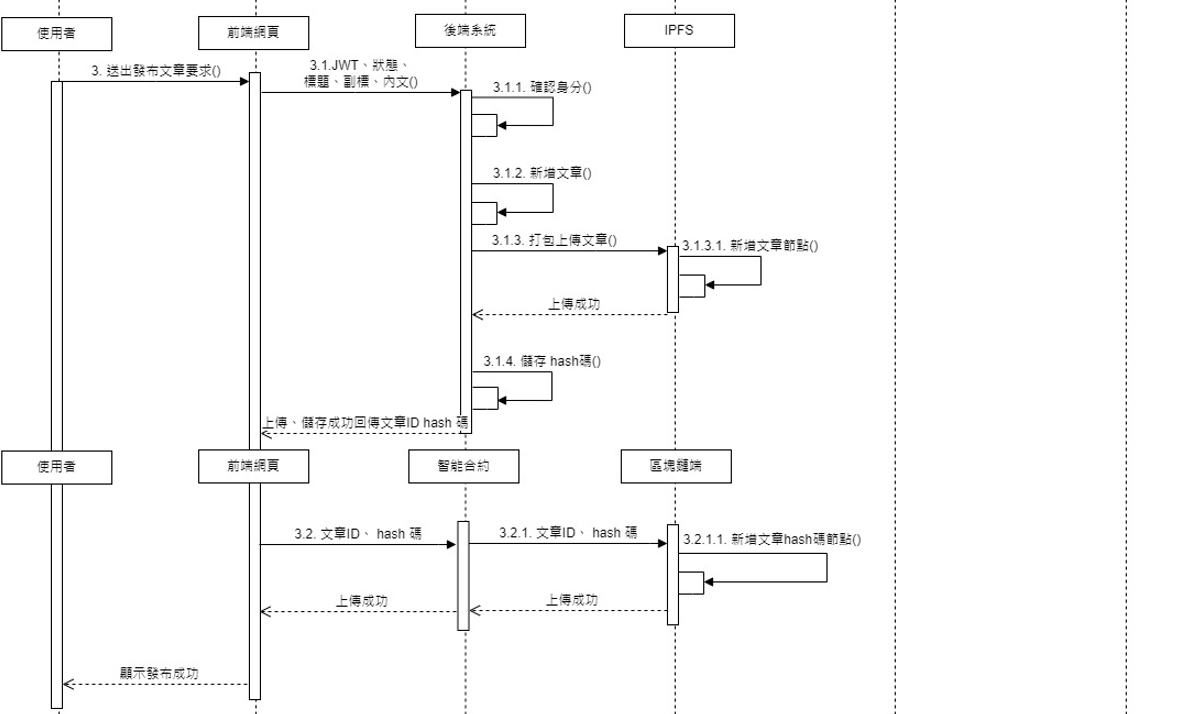 使用者
前端網頁
後端系統
IPFS
3. 送出發布文章要求()
3.1.JWT、狀態、
標題、副標、內文()
3.1.1. 確認身分()
3.1.2. 新增文章()
3.1.3. 打包上傳文章()
3.1.3.1. 新增文章節點()
上傳成功
3.1.4. 儲存 hash碼()
上傳、儲存成功回傳文章ID hash 碼
使用者
前端網頁
智能合約
區塊鏈端
3.2. 文章ID、 hash 碼
3.2.1. 文章ID、 hash 碼
3.2.1.1. 新增文章hash碼節點()
上傳成功
上傳成功
顯示發布成功